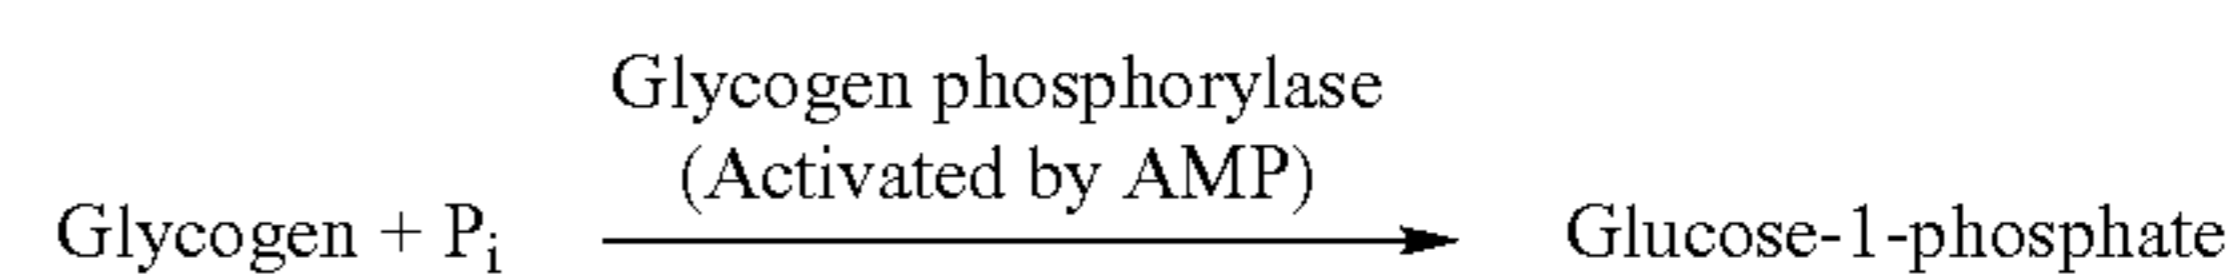 Glycogen phosphorylase
(Activated by AMP)
Glycogen + Pi Glucose-1-phosphate